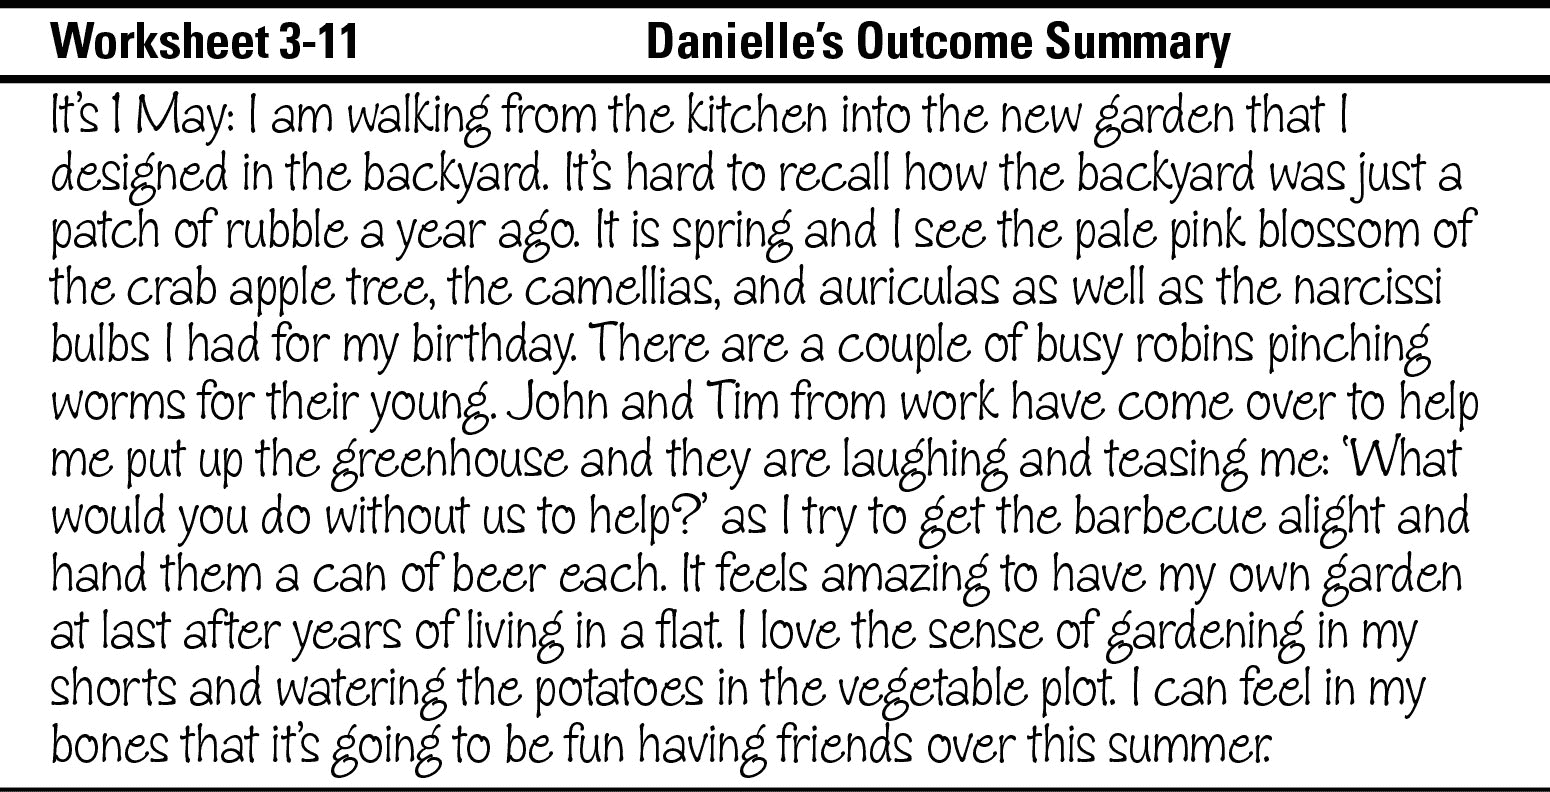 Worksheet 3-11 Danielle’s Outcome Summary
It’s 1 May: I am walking from the kitchen into the new garden that I
designed in the backyard. It’s hard to recall how the backyard was just a
patch of rubble a year ago. It is spring and I see the pale pink blossom of
the crab apple tree, the camellias, and auriculas as well as the narcissi
bulbs I had for my birthday. There are a couple of busy robins pinching
worms for their young. John and Tim from work have come over to help
me put up the greenhouse and they are laughing and teasing me: ‘What
would you do without us to help?’ as I try to get the barbecue alight and
hand them a can of beer each. It feels amazing to have my own garden
at last after years of living in a flat. I love the sense of gardening in my
shorts and watering the potatoes in the vegetable plot. I can feel in my
bones that it’s going to be fun having friends over this summer.